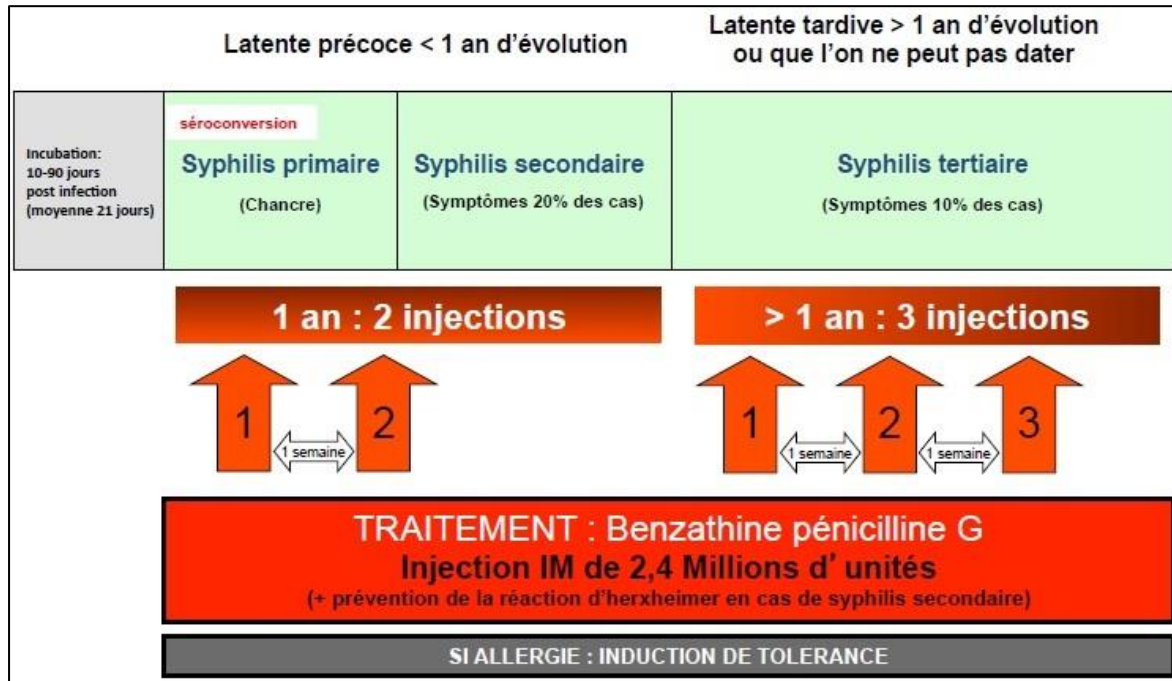 Latente précoce < 1 an d'évolution
Latente tardive > 1 an d'évolution
ou que l'on ne peut pas dater
Incubation:
10-90 jours
post infection
(moyenne 21 jours)
séroconversion
Syphilis primaire
(Chancre)
Syphilis secondaire
(Symptômes 20% des cas)
Syphilis tertiaire
(Symptômes 10% des cas)
1 an : 2 injections
> 1 an : 3 injections
1
1 semaine
2
1
1 semaine
2
1 semaine
3
TRAITEMENT : Benzathine pénicilline G
Injection IM de 2,4 Millions d' unités
(+ prévention de la réaction d'herxheimer en cas de syphilis secondaire)
SI ALLERGIE : INDUCTION DE TOLERANCE